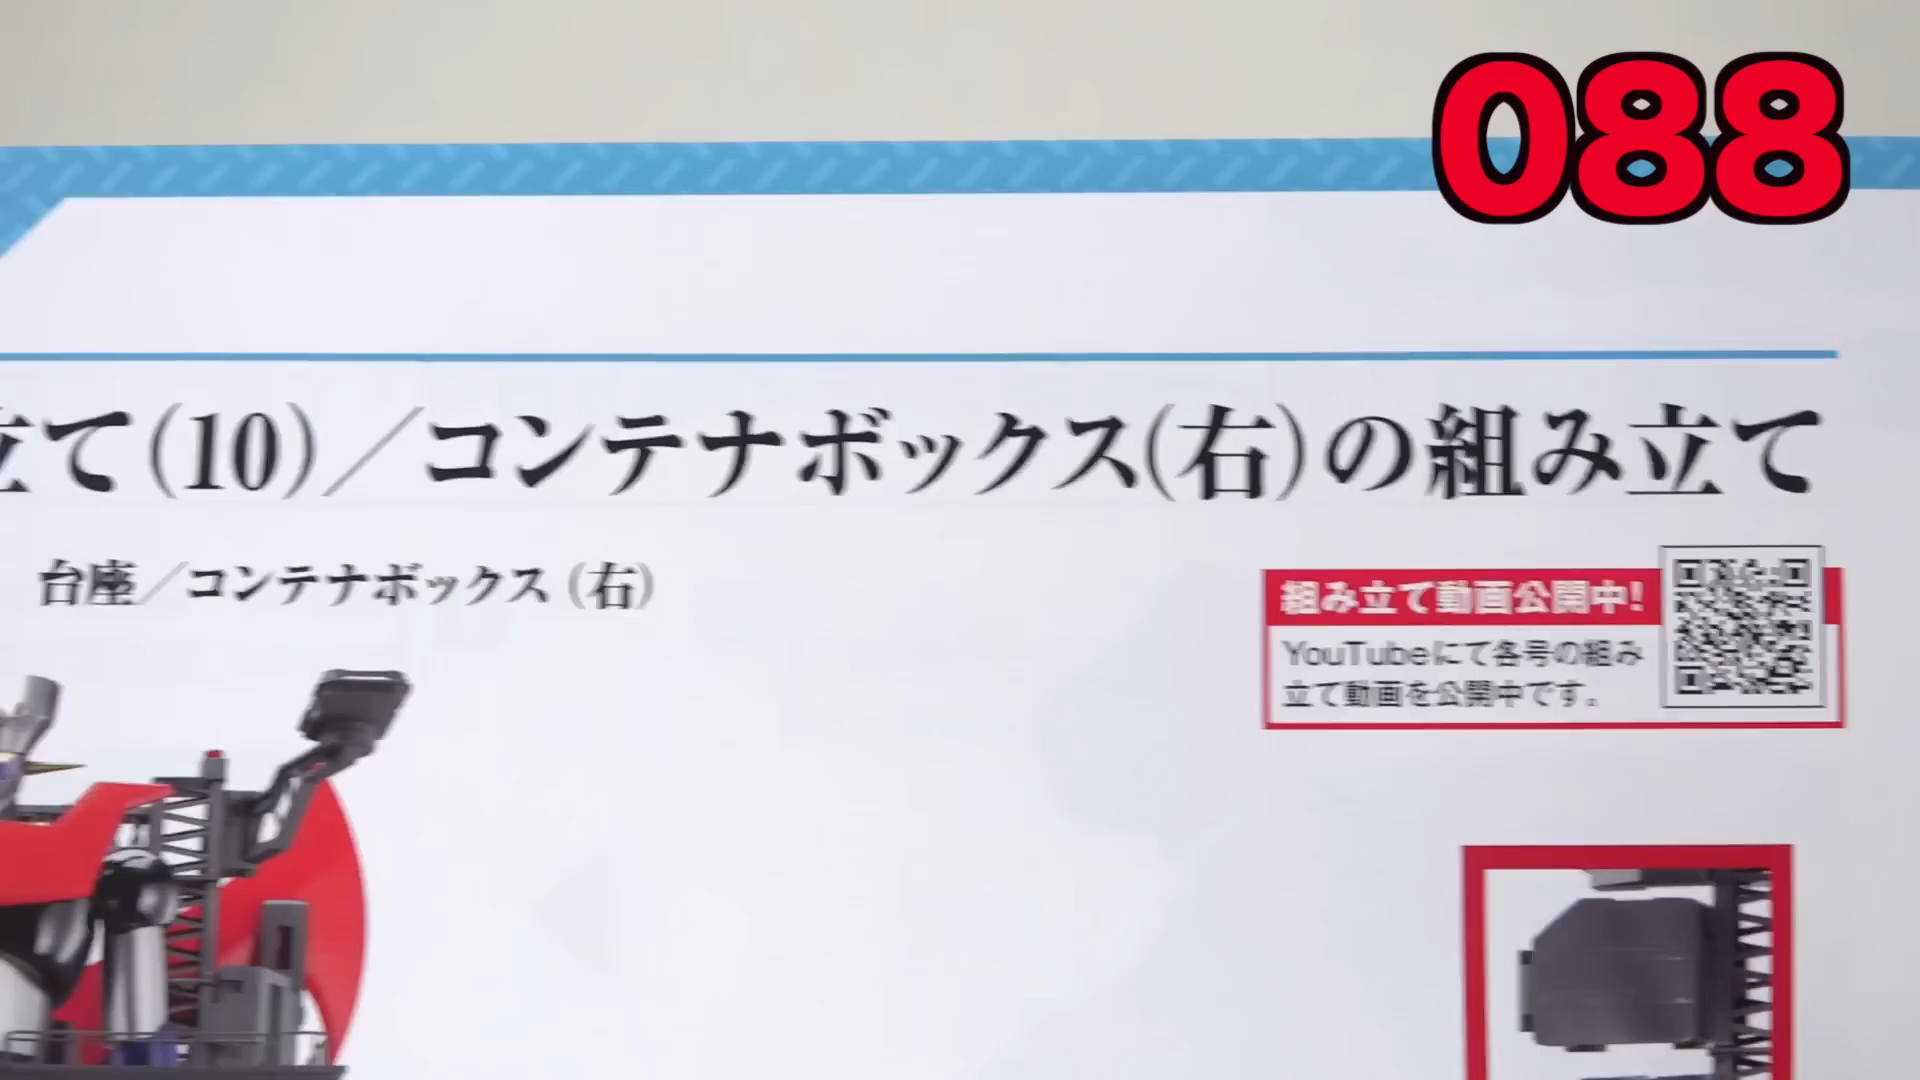 088
立て(10)／コンテナボックス(右)の組み立て
台座／コンテナボックス(右)
組み立て動画公開中!
YouTubeにて各号の組み
立て動画を公開中です。